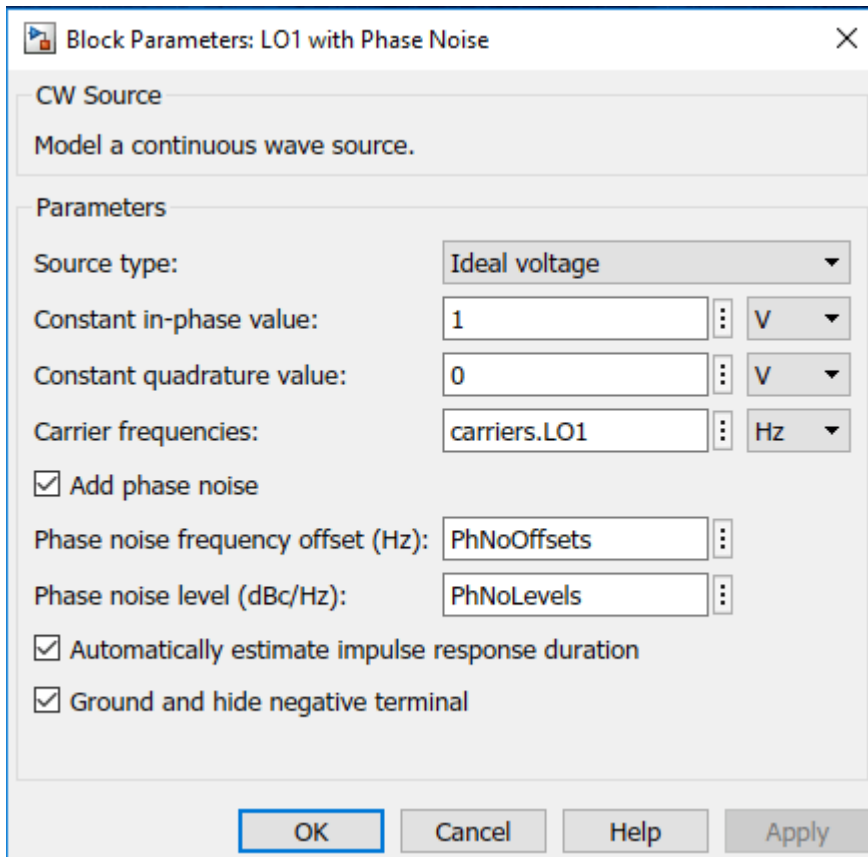 Block Parameters: LO1 with Phase Noise
CW Source
Model a continuous wave source.
Parameters
Source type: Ideal voltage
Constant in-phase value: 1 V
Constant quadrature value: 0 V
Carrier frequencies: carriers.LO1 Hz
Add phase noise
Phase noise frequency offset (Hz): PhNoOffsets
Phase noise level (dBc/Hz): PhNoLevels
Automatically estimate impulse response duration
Ground and hide negative terminal
OK Cancel Help Apply